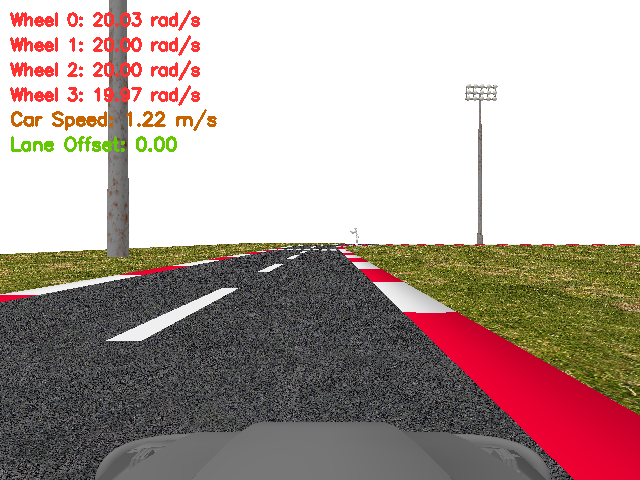 Wheel 0: 20.03 rad/s
Wheel 1: 20.00 rad/s
Wheel 2: 20.00 rad/s
Wheel 3: 19.97 rad/s
Car Speed: 1.22 m/s
Lane Offset: 0.00